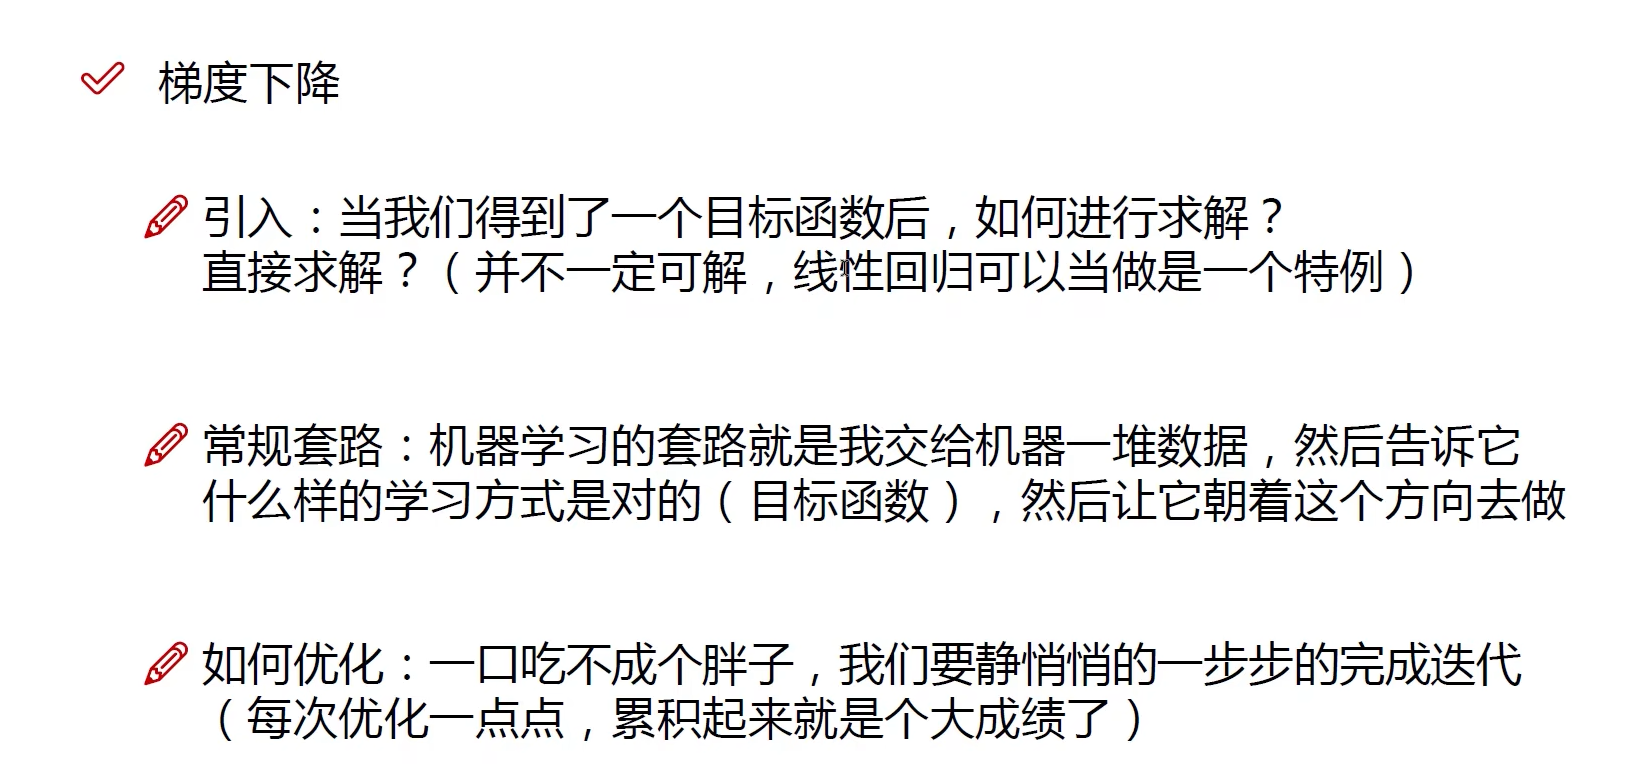 梯度下降
引入：当我们得到了一个目标函数后，如何进行求解？
直接求解？（并不一定可解，线性回归可以当做是一个特例）
常规套路：机器学习的套路就是我交给机器一堆数据，然后告诉它
什么样的学习方式是对的（目标函数），然后让它朝着这个方向去做
如何优化：一口吃不成个胖子，我们要静悄悄的一步步的完成迭代
（每次优化一点点，累积起来就是个大成绩了）